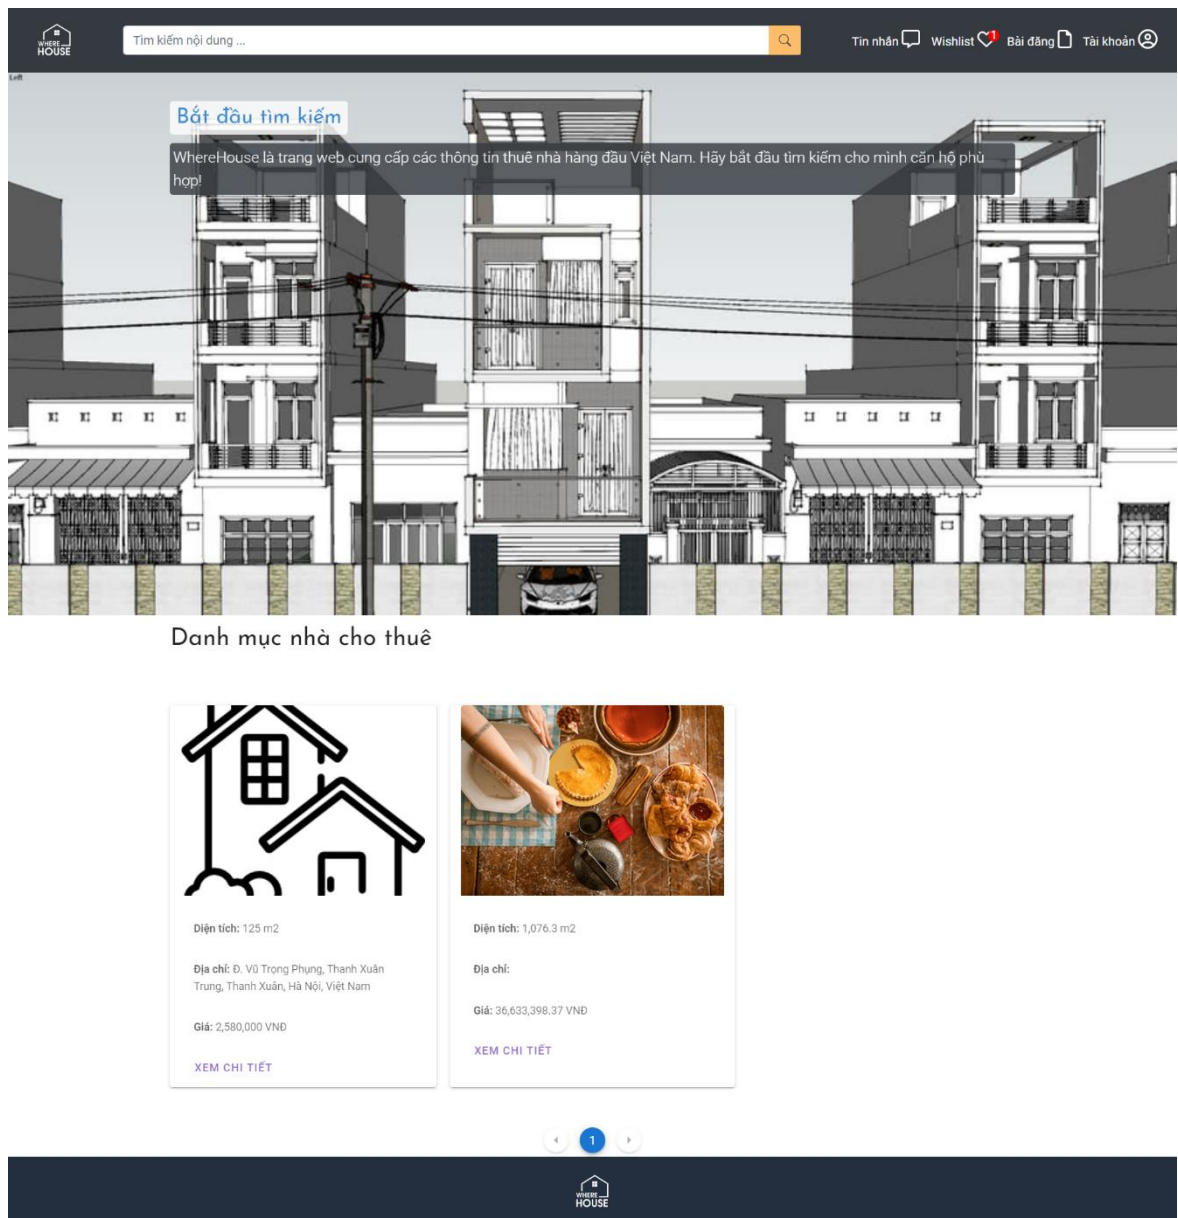 WHERE
HOUSE
Tìm kiếm nội dung ...
Tin nhắn
Wishlist
1
Bài đăng
Tài khoản
Left
Bắt đầu tìm kiếm
WhereHouse là trang web cung cấp các thông tin thuê nhà hàng đầu Việt Nam. Hãy bắt đầu tìm kiếm cho mình căn hộ phù
hợp!
Danh mục nhà cho thuê
Diện tích: 125 m2
Địa chỉ: Đ. Vũ Trọng Phụng, Thanh Xuân
Trung, Thanh Xuân, Hà Nội, Việt Nam
Giá: 2,580,000 VNĐ
XEM CHI TIẾT
Diện tích: 1,076.3 m2
Địa chỉ:
Giá: 36,633,398.37 VNĐ
XEM CHI TIẾT
1
WHERE
HOUSE